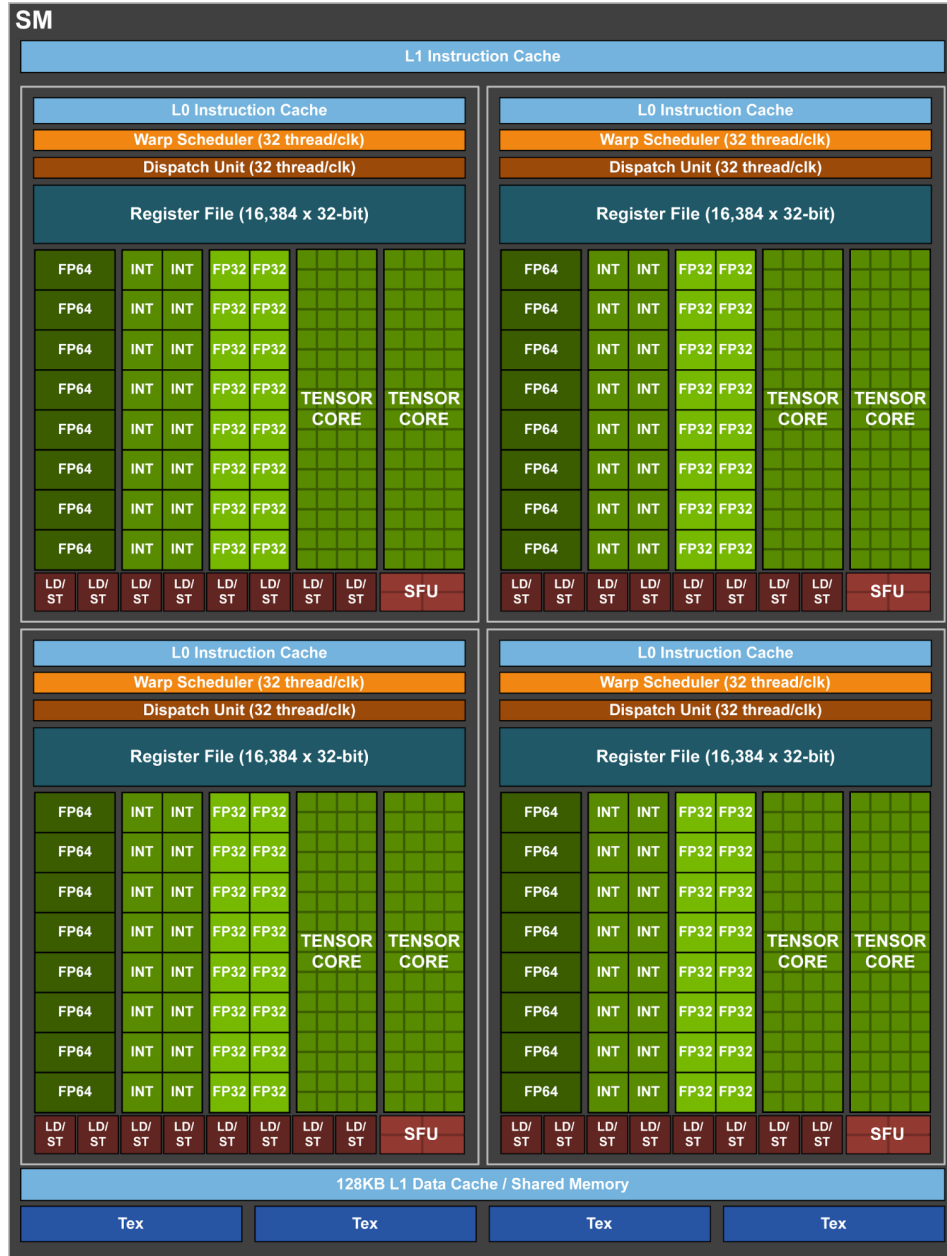 SM
L1 Instruction Cache
L0 Instruction Cache
Warp Scheduler (32 thread/clk)
Dispatch Unit (32 thread/clk)
Register File (16,384 x 32-bit)
FP64 INT INT FP32 FP32
FP64 INT INT FP32 FP32
FP64 INT INT FP32 FP32
FP64 INT INT FP32 FP32
FP64 INT INT FP32 FP32
FP64 INT INT FP32 FP32
FP64 INT INT FP32 FP32
FP64 INT INT FP32 FP32
TENSOR CORE
TENSOR CORE
LD/ST LD/ST LD/ST LD/ST LD/ST LD/ST LD/ST LD/ST SFU
L0 Instruction Cache
Warp Scheduler (32 thread/clk)
Dispatch Unit (32 thread/clk)
Register File (16,384 x 32-bit)
FP64 INT INT FP32 FP32
FP64 INT INT FP32 FP32
FP64 INT INT FP32 FP32
FP64 INT INT FP32 FP32
FP64 INT INT FP32 FP32
FP64 INT INT FP32 FP32
FP64 INT INT FP32 FP32
FP64 INT INT FP32 FP32
TENSOR CORE
TENSOR CORE
LD/ST LD/ST LD/ST LD/ST LD/ST LD/ST LD/ST LD/ST SFU
L0 Instruction Cache
Warp Scheduler (32 thread/clk)
Dispatch Unit (32 thread/clk)
Register File (16,384 x 32-bit)
FP64 INT INT FP32 FP32
FP64 INT INT FP32 FP32
FP64 INT INT FP32 FP32
FP64 INT INT FP32 FP32
FP64 INT INT FP32 FP32
FP64 INT INT FP32 FP32
FP64 INT INT FP32 FP32
FP64 INT INT FP32 FP32
TENSOR CORE
TENSOR CORE
LD/ST LD/ST LD/ST LD/ST LD/ST LD/ST LD/ST LD/ST SFU
L0 Instruction Cache
Warp Scheduler (32 thread/clk)
Dispatch Unit (32 thread/clk)
Register File (16,384 x 32-bit)
FP64 INT INT FP32 FP32
FP64 INT INT FP32 FP32
FP64 INT INT FP32 FP32
FP64 INT INT FP32 FP32
FP64 INT INT FP32 FP32
FP64 INT INT FP32 FP32
FP64 INT INT FP32 FP32
FP64 INT INT FP32 FP32
TENSOR CORE
TENSOR CORE
LD/ST LD/ST LD/ST LD/ST LD/ST LD/ST LD/ST LD/ST SFU
128KB L1 Data Cache / Shared Memory
Tex Tex Tex Tex